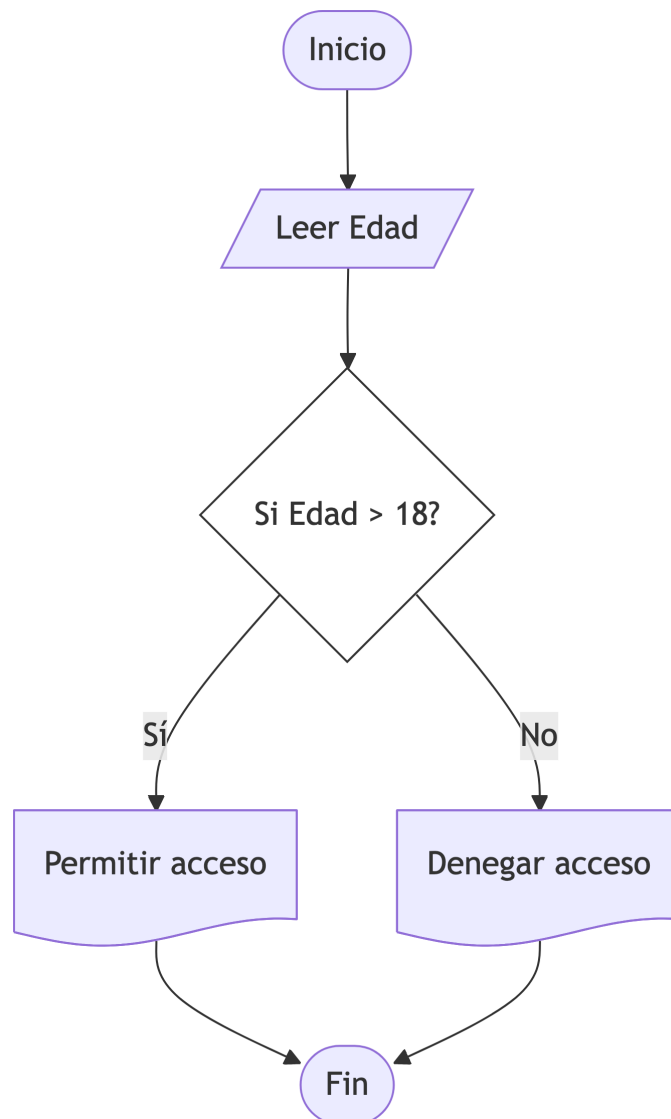 Inicio
Leer Edad
Si Edad > 18?
Sí
No
Permitir acceso
Denegar acceso
Fin